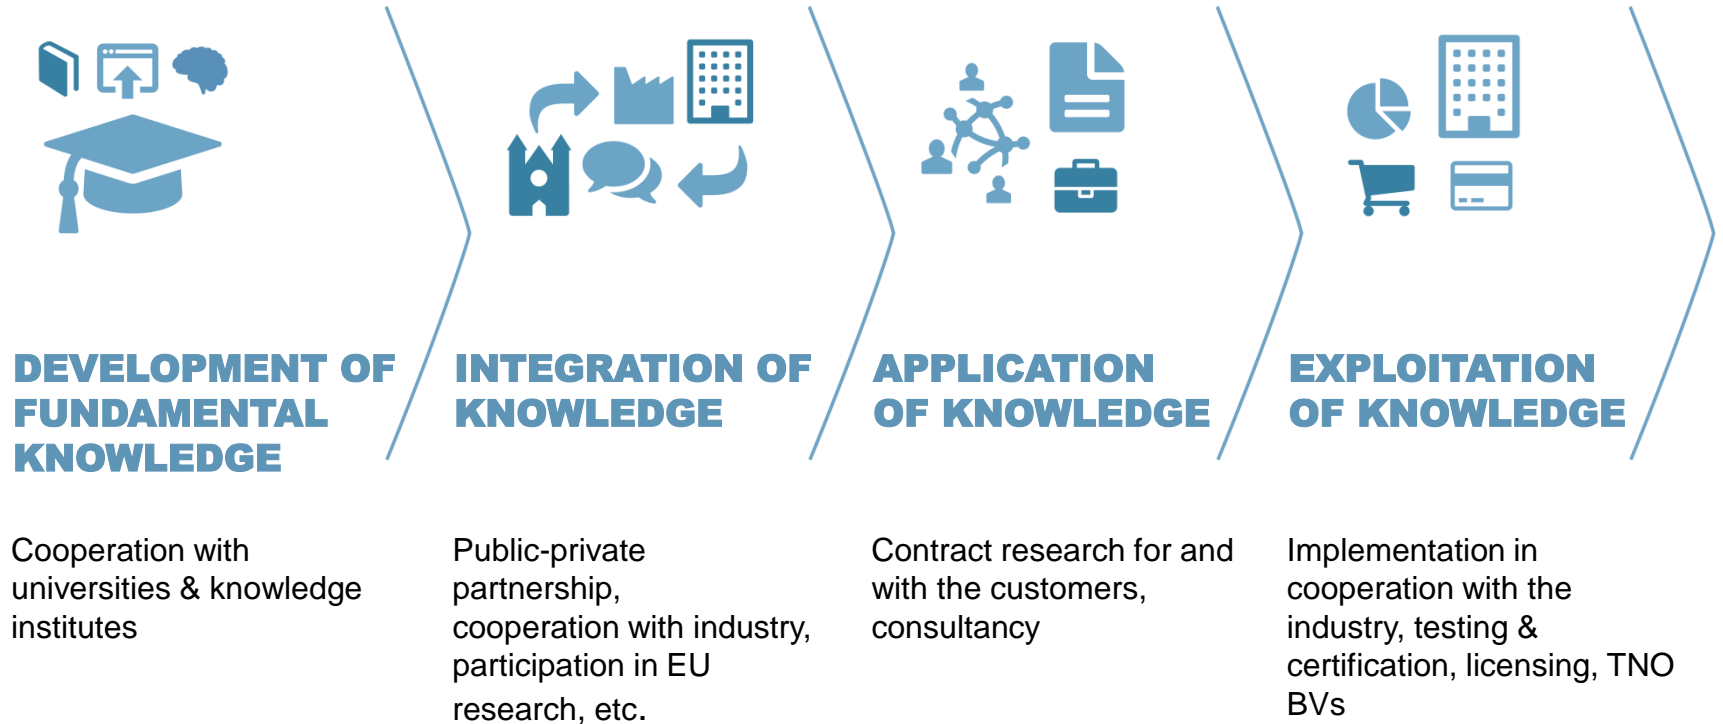 DEVELOPMENT OF
FUNDAMENTAL
KNOWLEDGE
INTEGRATION OF
KNOWLEDGE
APPLICATION
OF KNOWLEDGE
EXPLOITATION
OF KNOWLEDGE
Cooperation with
universities & knowledge
institutes
Public-private
partnership,
cooperation with industry,
participation in EU
research, etc.
Contract research for and
with the customers,
consultancy
Implementation in
cooperation with the
industry, testing &
certification, licensing, TNO
BVs